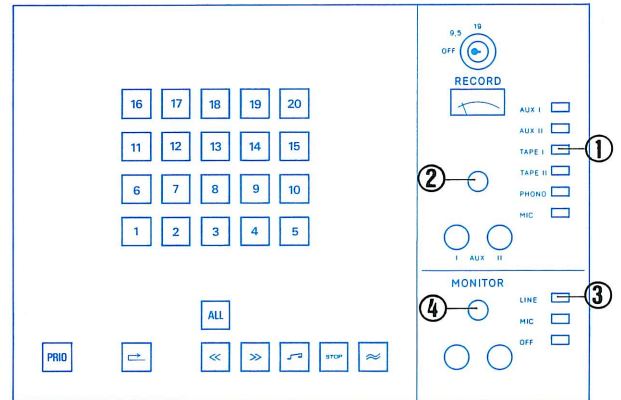 19
9,5
OFF
RECORD
16 17 18 19 20
11 12 13 14 15
6 7 8 9 10
1 2 3 4 5
ALL
PRIO
STOP
AUX I
AUX II
TAPE I
1
TAPE II
2
PHONO
MIC
I AUX II
MONITOR
LINE
3
4
MIC
OFF